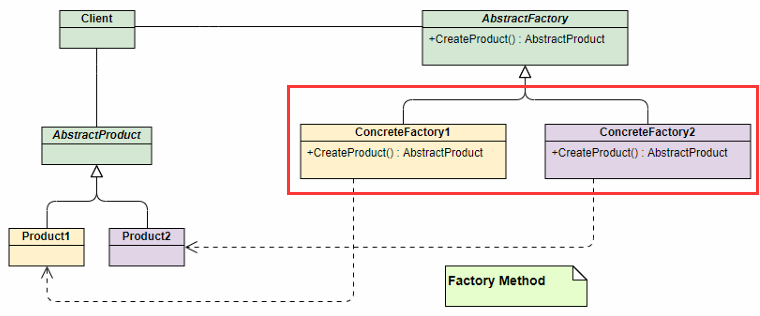 Client
AbstractFactory
+CreateProduct() : AbstractProduct
AbstractProduct
ConcreteFactory1
+CreateProduct() : AbstractProduct
ConcreteFactory2
+CreateProduct() : AbstractProduct
Product1
Product2
Factory Method